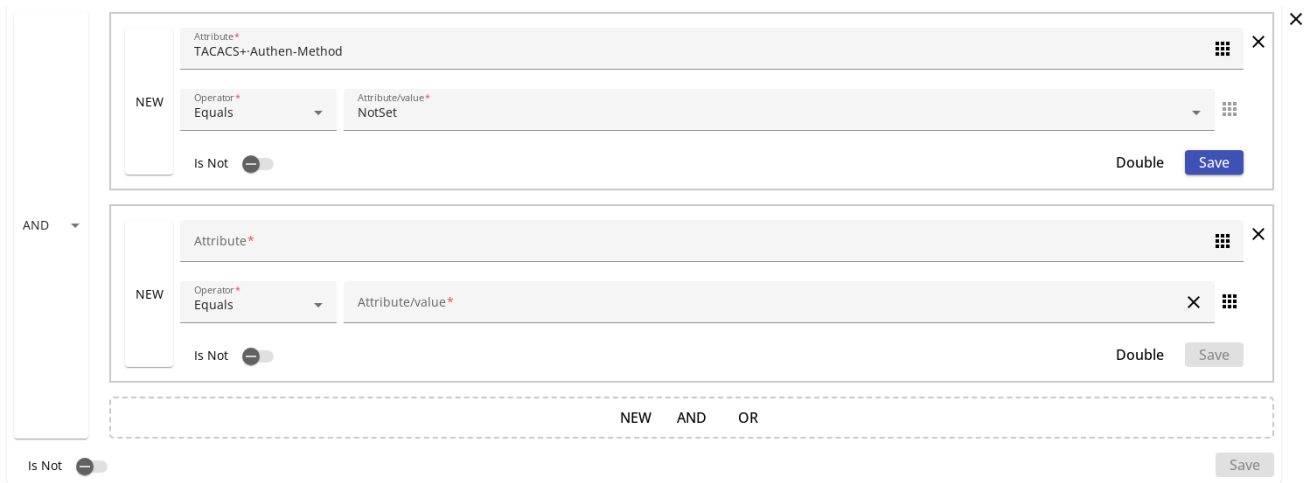 Attribute*
TACACS+·Authen-Method
NEW
Operator*
Equals
Attribute/value*
NotSet
Is Not
Double
Save
AND
Attribute*
NEW
Operator*
Equals
Attribute/value*
Is Not
Double
Save
NEW AND OR
Is Not
Save